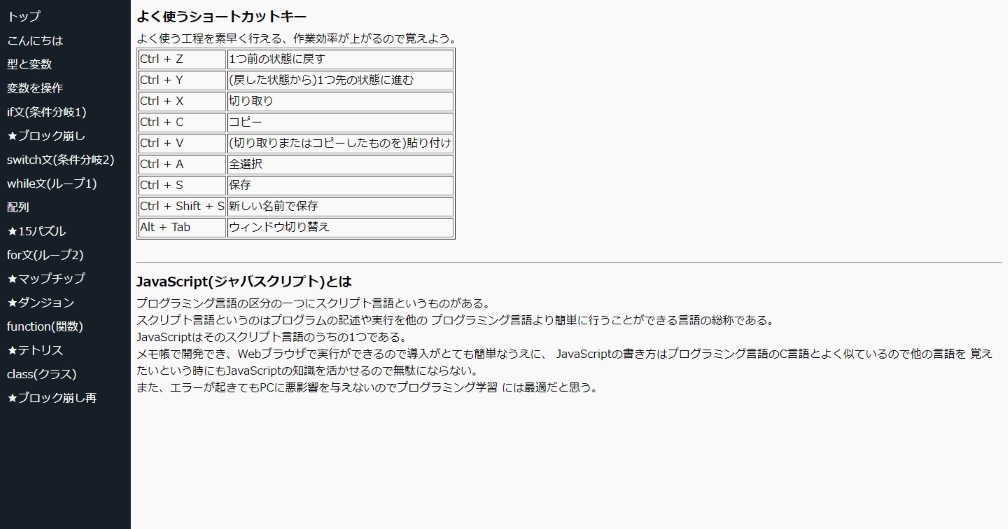 トップ
こんにちは
型と変数
変数を操作
if文(条件分岐1)
★ブロック崩し
switch文(条件分岐2)
while文(ループ1)
配列
★15パズル
for文(ループ2)
★マップチップ
★ダンジョン
function(関数)
★テトリス
class(クラス)
★ブロック崩し再
よく使うショートカットキー
よく使う工程を素早く行える、作業効率が上がるので覚えよう。
Ctrl + Z 1つ前の状態に戻す
Ctrl + Y (戻した状態から)1つ先の状態に進む
Ctrl + X 切り取り
Ctrl + C コピー
Ctrl + V (切り取りまたはコピーしたものを)貼り付け
Ctrl + A 全選択
Ctrl + S 保存
Ctrl + Shift + S 新しい名前で保存
Alt + Tab ウィンドウ切り替え
JavaScript(ジャバスクリプト)とは
プログラミング言語の区分の一つにスクリプト言語というものがある。
スクリプト言語というのはプログラムの記述や実行を他の プログラミング言語より簡単に行うことができる言語の総称である。
JavaScriptはそのスクリプト言語のうちの1つである。
メモ帳で開発でき、Webブラウザで実行ができるので導入がとても簡単なうえに、 JavaScriptの書き方はプログラミング言語のC言語とよく似ているので他の言語を 覚え
たいという時にもJavaScriptの知識を活かせるので無駄にならない。
また、エラーが起きてもPCに悪影響を与えないのでプログラミング学習 には最適だと思う。